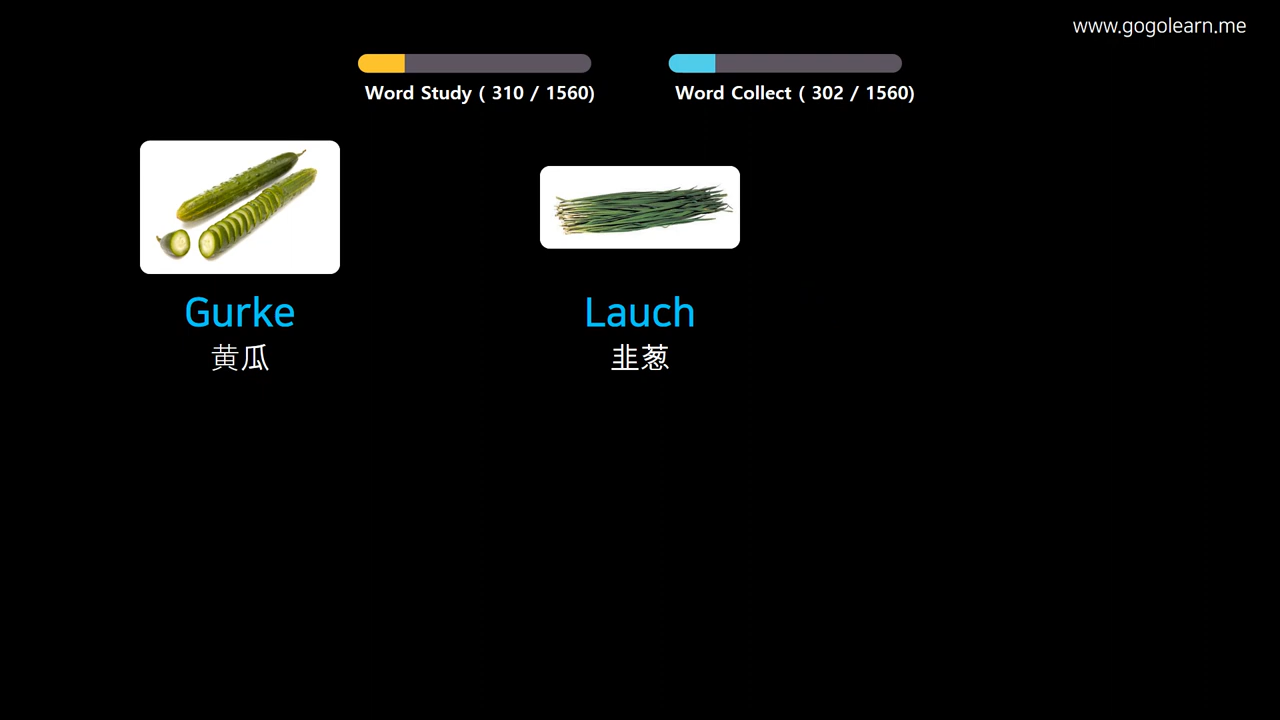 www.gogolearn.me
Word Study ( 310 / 1560)
Word Collect ( 302 / 1560)
Gurke
黄瓜
Lauch
韭葱